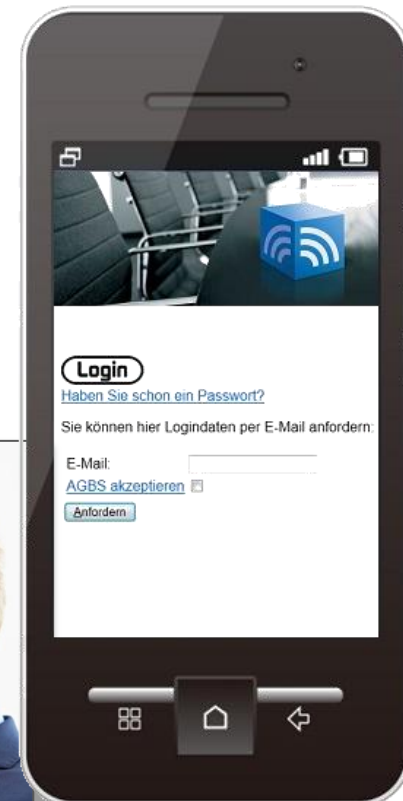 Login
Haben Sie schon ein Passwort?
Sie können hier Logindaten per E-Mail anfordern:
E-Mail:
AGBS akzeptieren
Anfordern